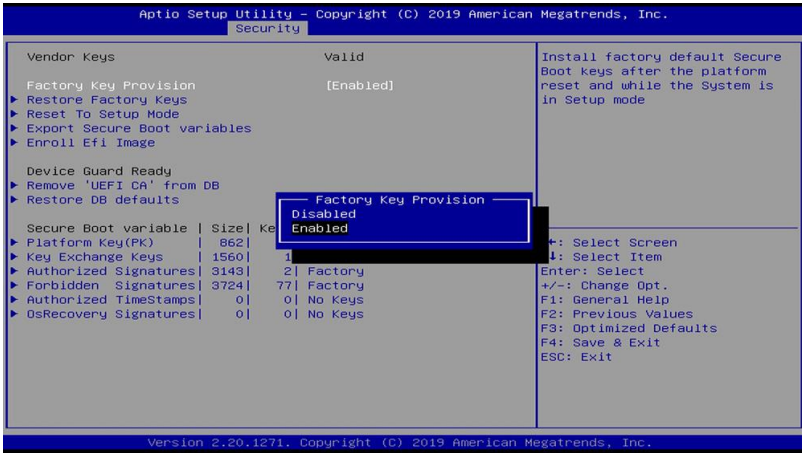 Aptio Setup Utility – Copyright (C) 2019 American Megatrends, Inc.
Security
Vendor Keys Valid
Factory Key Provision [Enabled]
Restore Factory Keys
Reset To Setup Mode
Export Secure Boot variables
Enroll Efi Image
Device Guard Ready
Remove 'UEFI CA' from DB
Restore DB defaults
Secure Boot variable | Size| Ke
Platform Key(PK) | 862|
Key Exchange Keys | 1560| 1
Authorized Signatures| 3143| 2| Factory
Forbidden Signatures| 3724| 77| Factory
Authorized TimeStamps| 0| 0| No Keys
OsRecovery Signatures| 0| 0| No Keys
Factory Key Provision
Disabled
Enabled
Install factory default Secure
Boot keys after the platform
reset and while the System is
in Setup mode
: Select Screen
: Select Item
Enter: Select
+/-: Change Opt.
F1: General Help
F2: Previous Values
F3: Optimized Defaults
F4: Save & Exit
ESC: Exit
Version 2.20.1271. Copyright (C) 2019 American Megatrends, Inc.